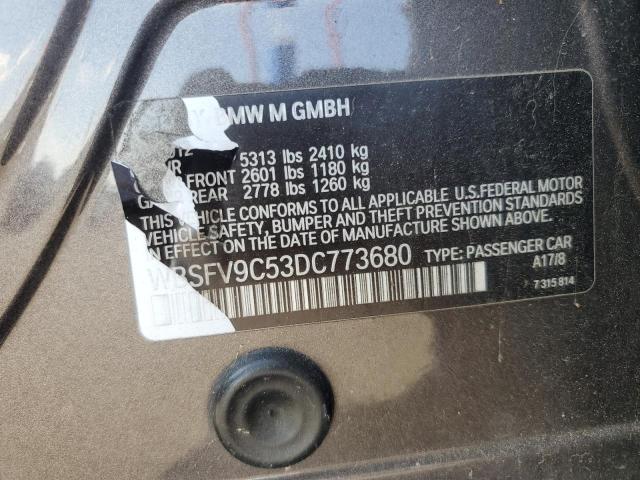 BMW M GMBH
5313 lbs 2410 kg
FRONT 2601 lbs 1180 kg
REAR 2778 lbs 1260 kg
THIS VEHICLE CONFORMS TO ALL APPLICABLE U.S.FEDERAL MOTOR
VEHICLE SAFETY, BUMPER AND THEFT PREVENTION STANDARDS
IN EFFECT ON THE DATE OF MANUFACTURE SHOWN ABOVE.
WBSFV9C53DC773680 TYPE: PASSENGER CAR
A17/8
7 315 814